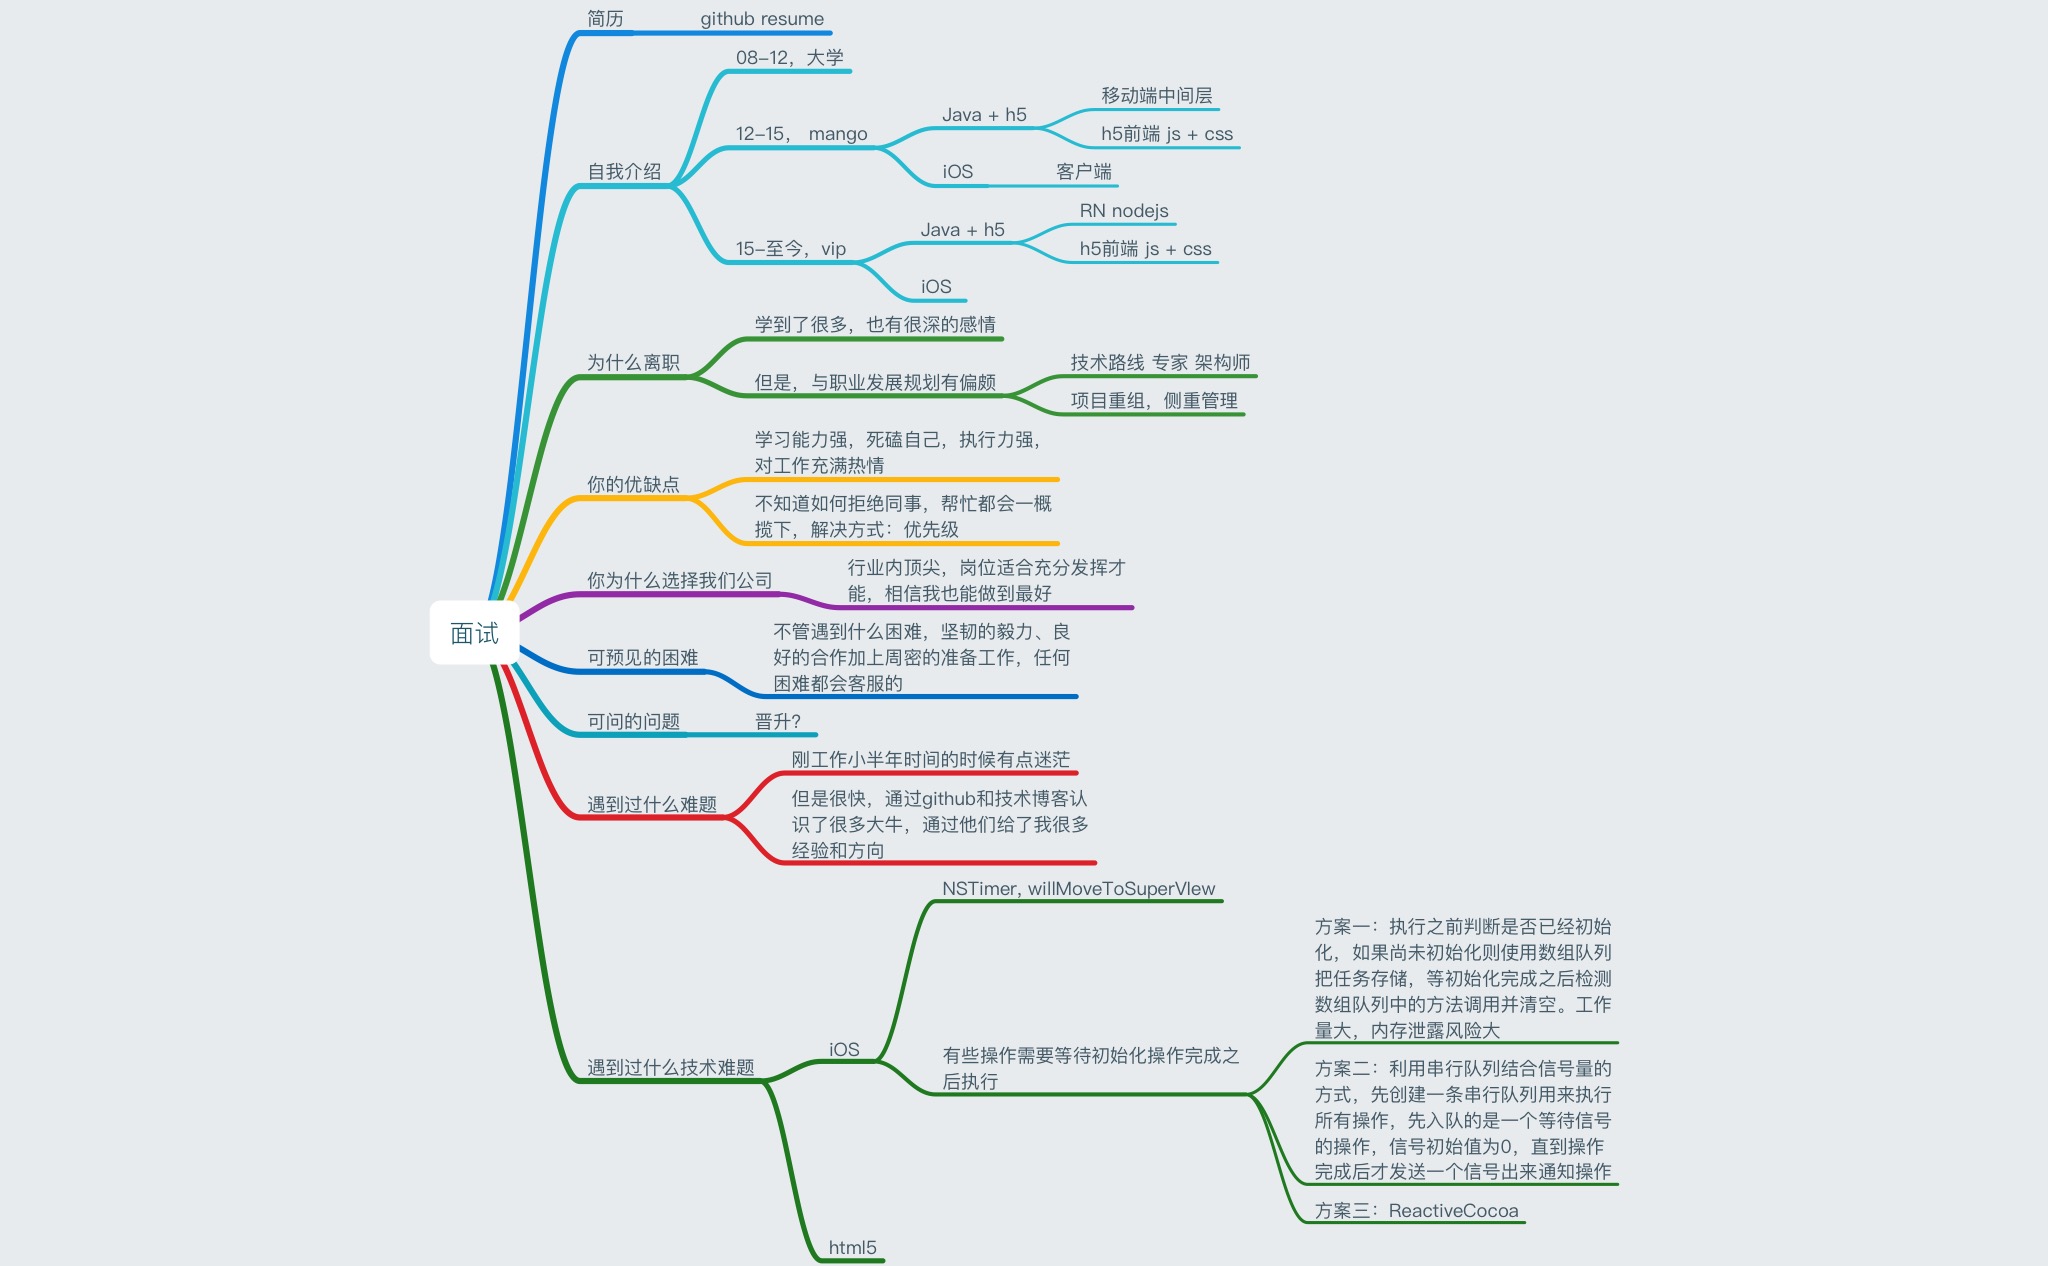 简历
github resume
08-12，大学
移动端中间层
Java + h5
12-15， mango
h5前端 js + css
自我介绍
iOS
客户端
RN nodejs
Java + h5
15-至今，vip
h5前端 js + css
iOS
学到了很多，也有很深的感情
为什么离职
技术路线 专家 架构师
但是，与职业发展规划有偏颇
项目重组，侧重管理
学习能力强，死磕自己，执行力强，
对工作充满热情
你的优缺点
不知道如何拒绝同事，帮忙都会一概
揽下，解决方式：优先级
你为什么选择我们公司
行业内顶尖，岗位适合充分发挥才
能，相信我也能做到最好
面试
可预见的困难
不管遇到什么困难，坚韧的毅力、良
好的合作加上周密的准备工作，任何
困难都会客服的
可问的问题
晋升？
刚工作小半年时间的时候有点迷茫
遇到过什么难题
但是很快，通过github和技术博客认
识了很多大牛，通过他们给了我很多
经验和方向
遇到过什么技术难题
iOS
NSTimer, willMoveToSuperVIew
有些操作需要等待初始化操作完成之
后执行
方案一：执行之前判断是否已经初始
化，如果尚未初始化则使用数组队列
把任务存储，等初始化完成之后检测
数组队列中的方法调用并清空。工作
量大，内存泄露风险大
方案二：利用串行队列结合信号量的
方式，先创建一条串行队列用来执行
所有操作，先入队的是一个等待信号
的操作，信号初始值为0，直到操作
完成后才发送一个信号出来通知操作
方案三：ReactiveCocoa
html5